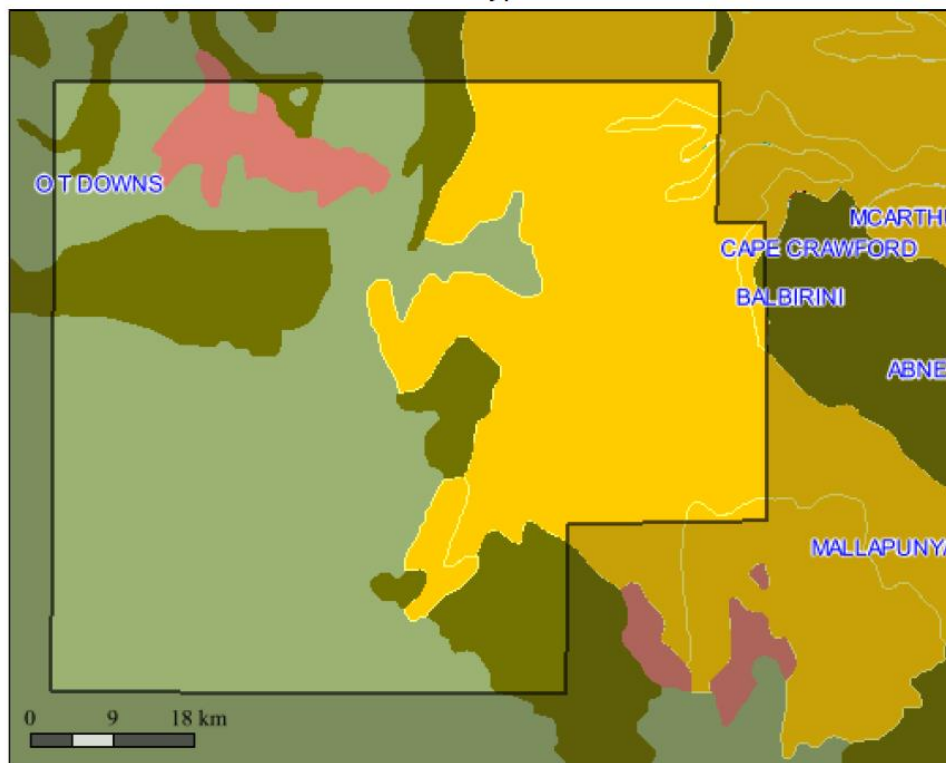 O T DOWNS
MCARTHU
CAPE CRAWFORD
BALBIRINI
ABNE
MALLAPUNYA
0 9 18 km